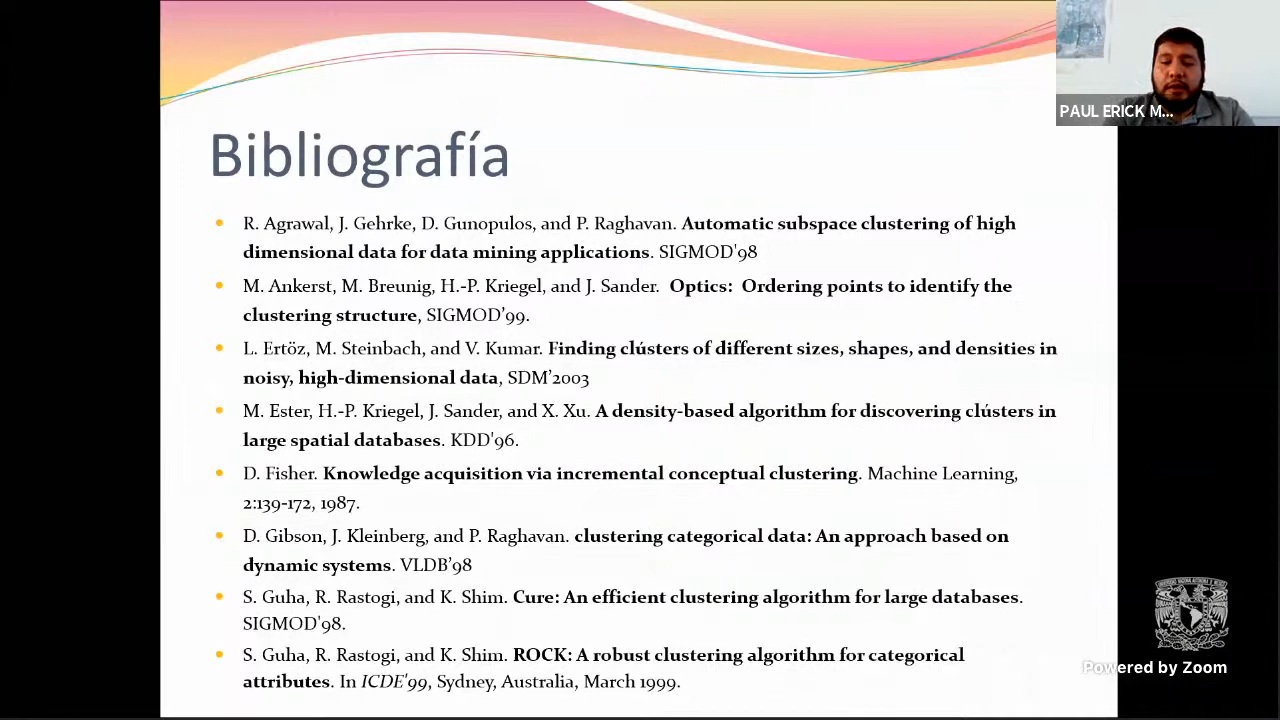 PAUL ERICK M...
Bibliografía
• R. Agrawal, J. Gehrke, D. Gunopulos, and P. Raghavan. Automatic subspace clustering of high
dimensional data for data mining applications. SIGMOD'98
• M. Ankerst, M. Breunig, H.-P. Kriegel, and J. Sander. Optics: Ordering points to identify the
clustering structure, SIGMOD’99.
• L. Ertöz, M. Steinbach, and V. Kumar. Finding clústers of different sizes, shapes, and densities in
noisy, high-dimensional data, SDM’2003
• M. Ester, H.-P. Kriegel, J. Sander, and X. Xu. A density-based algorithm for discovering clústers in
large spatial databases. KDD'96.
• D. Fisher. Knowledge acquisition via incremental conceptual clustering. Machine Learning,
2:139-172, 1987.
• D. Gibson, J. Kleinberg, and P. Raghavan. clustering categorical data: An approach based on
dynamic systems. VLDB’98
• S. Guha, R. Rastogi, and K. Shim. Cure: An efficient clustering algorithm for large databases.
SIGMOD'98.
• S. Guha, R. Rastogi, and K. Shim. ROCK: A robust clustering algorithm for categorical
attributes. In ICDE'99, Sydney, Australia, March 1999.
Powered by Zoom